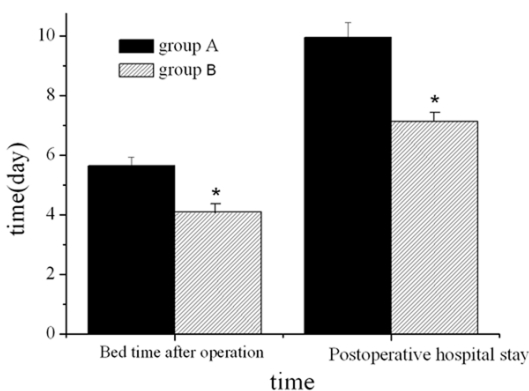 10
8
6
4
2
0
time(day)
group A
group B
*
*
Bed time after operation
Postoperative hospital stay
time